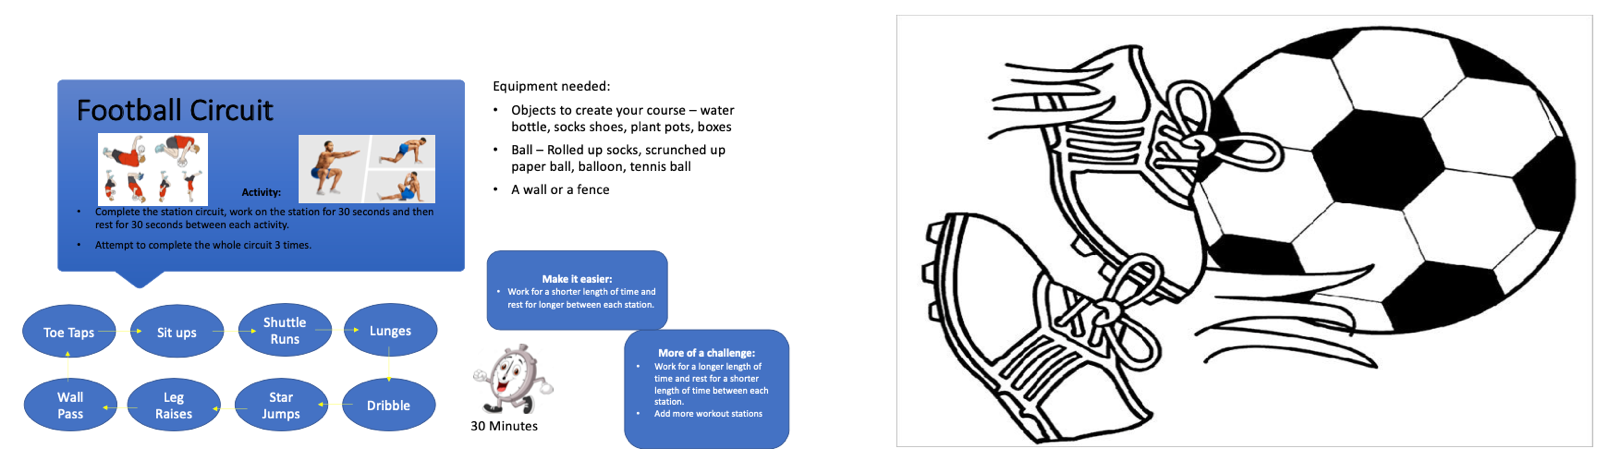 Football Circuit
Activity:
• Complete the station circuit, work on the station for 30 seconds and then
rest for 30 seconds between each activity.
• Attempt to complete the whole circuit 3 times.
Equipment needed:
• Objects to create your course – water
bottle, socks shoes, plant pots, boxes
• Ball – Rolled up socks, scrunched up
paper ball, balloon, tennis ball
• A wall or a fence
Make it easier:
• Work for a shorter length of time and
rest for longer between each station.
More of a challenge:
• Work for a longer length of
time and rest for a shorter
length of time between each
station.
• Add more workout stations
Toe Taps
Sit ups
Shuttle
Runs
Lunges
Dribble
Star
Jumps
Leg
Raises
Wall
Pass
30 Minutes